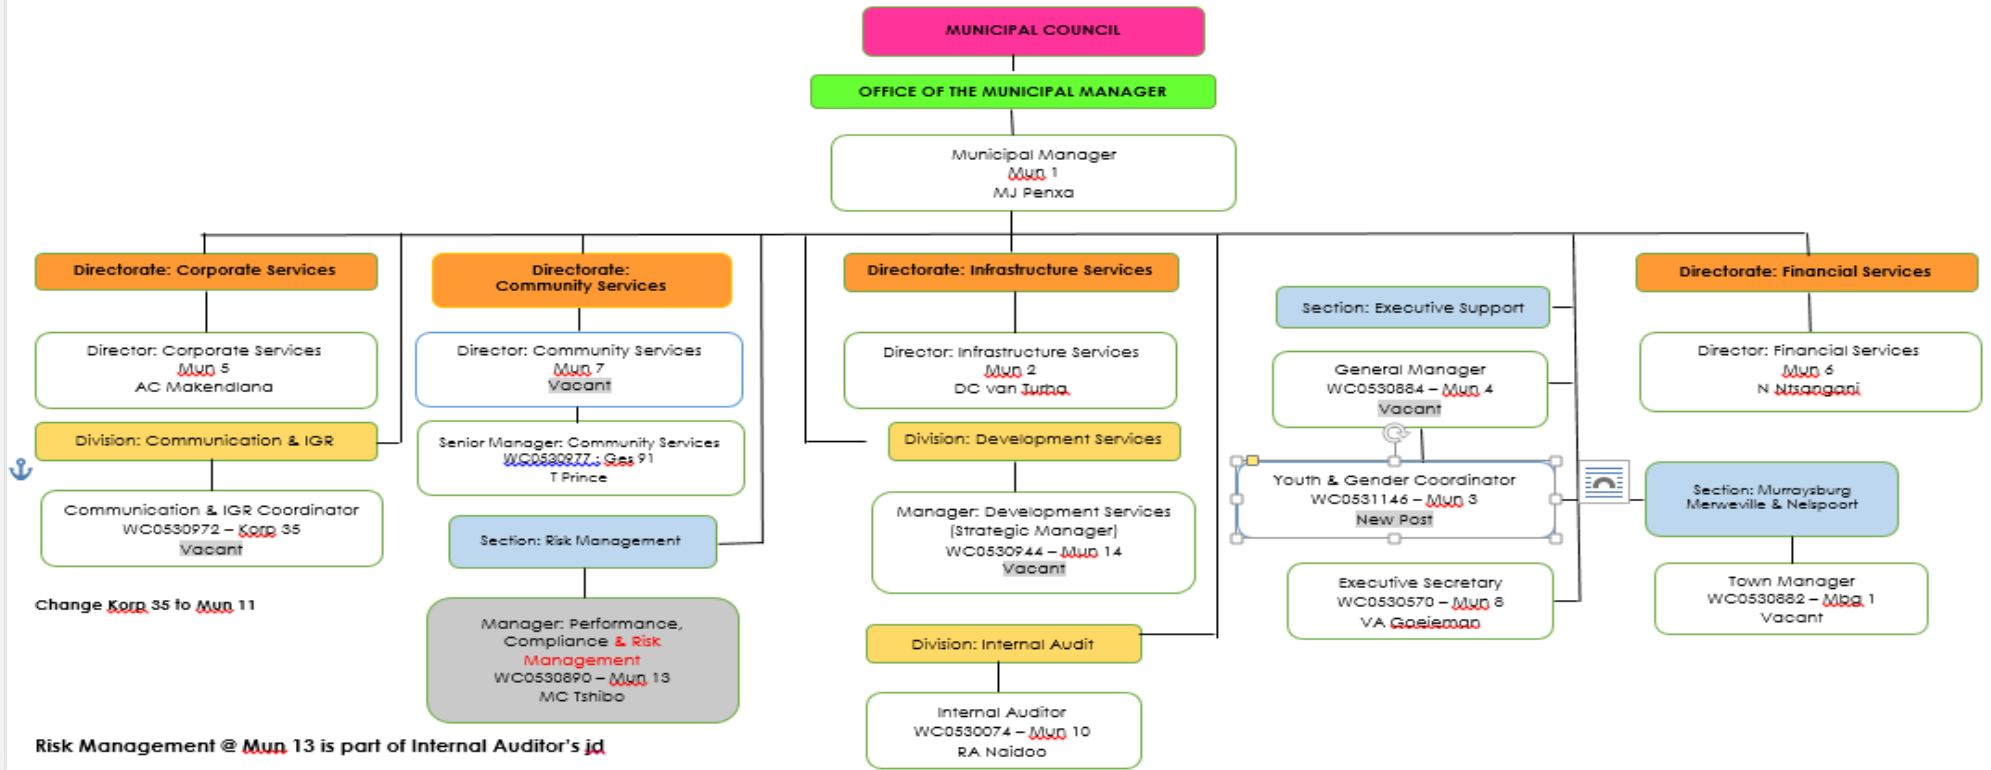 MUNICIPAL COUNCIL
OFFICE OF THE MUNICIPAL MANAGER
Municipal Manager
Mun 1
MJ Penxa
Directorate: Corporate Services
Director: Corporate Services
Mun 5
AC Makendlana
Division: Communication & IGR
Communication & IGR Coordinator
WC0530972 – Korp 35
Vacant
Change Korp 35 to Mun 11
Directorate:
Community Services
Director: Community Services
Mun 7
Vacant
Senior Manager: Community Services
WC0530977 : Ges 91
T Prince
Section: Risk Management
Manager: Performance,
Compliance & Risk
Management
WC0530890 – Mun 13
MC Tshibo
Risk Management @ Mun 13 is part of Internal Auditor's jd
Directorate: Infrastructure Services
Director: Infrastructure Services
Mun 2
DC van Turha
Division: Development Services
Manager: Development Services
(Strategic Manager)
WC0530944 – Mun 14
Vacant
Division: Internal Audit
Internal Auditor
WC0530074 – Mun 10
RA Naidoo
Section: Executive Support
General Manager
WC0530884 – Mun 4
Vacant
Youth & Gender Coordinator
WC0531146 – Mun 3
New Post
Executive Secretary
WC0530570 – Mun 8
VA Goeieman
Directorate: Financial Services
Director: Financial Services
Mun 6
N Ntsangani
Section: Murraysburg
Merweville & Nelspoort
Town Manager
WC0530882 – Mbg 1
Vacant